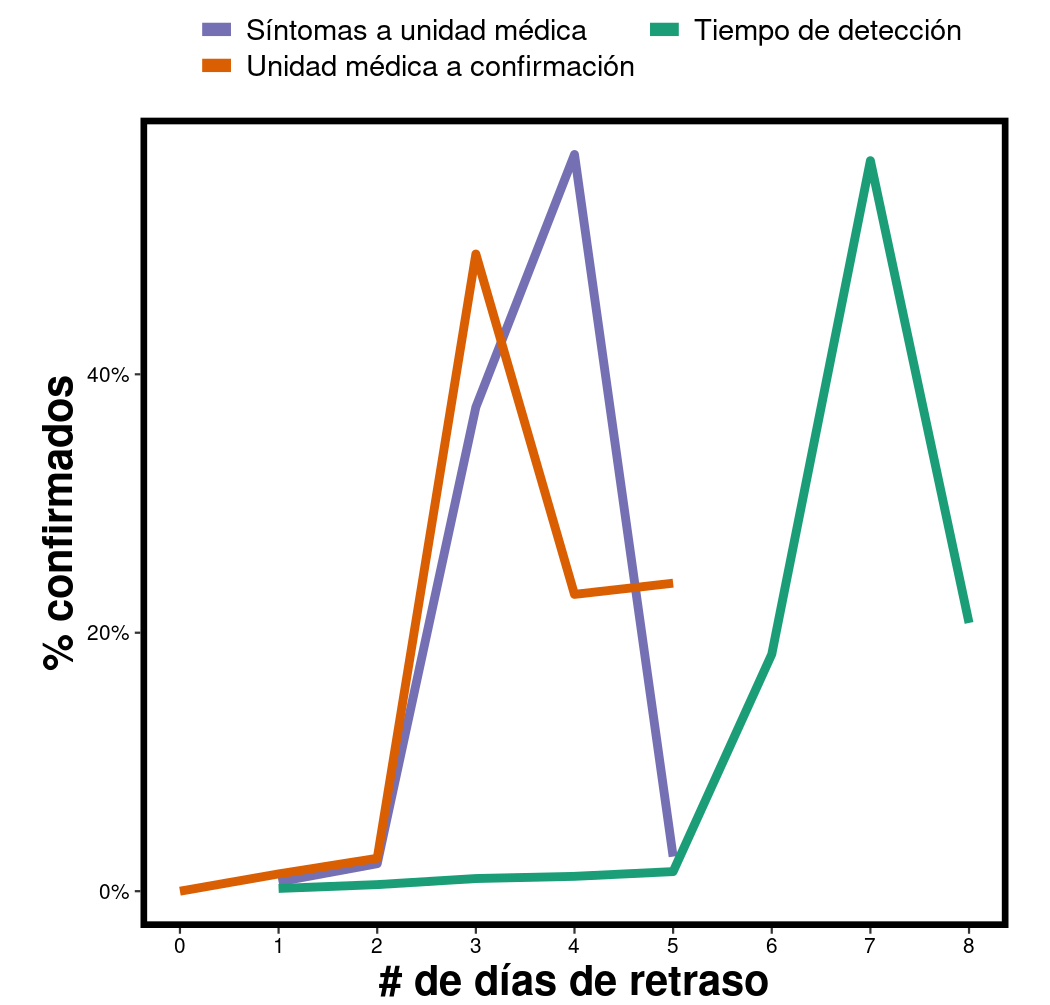 Síntomas a unidad médica
Tiempo de detección
Unidad médica a confirmación
% confirmados
40%
20%
0%
0 1 2 3 4 5 6 7 8
# de días de retraso